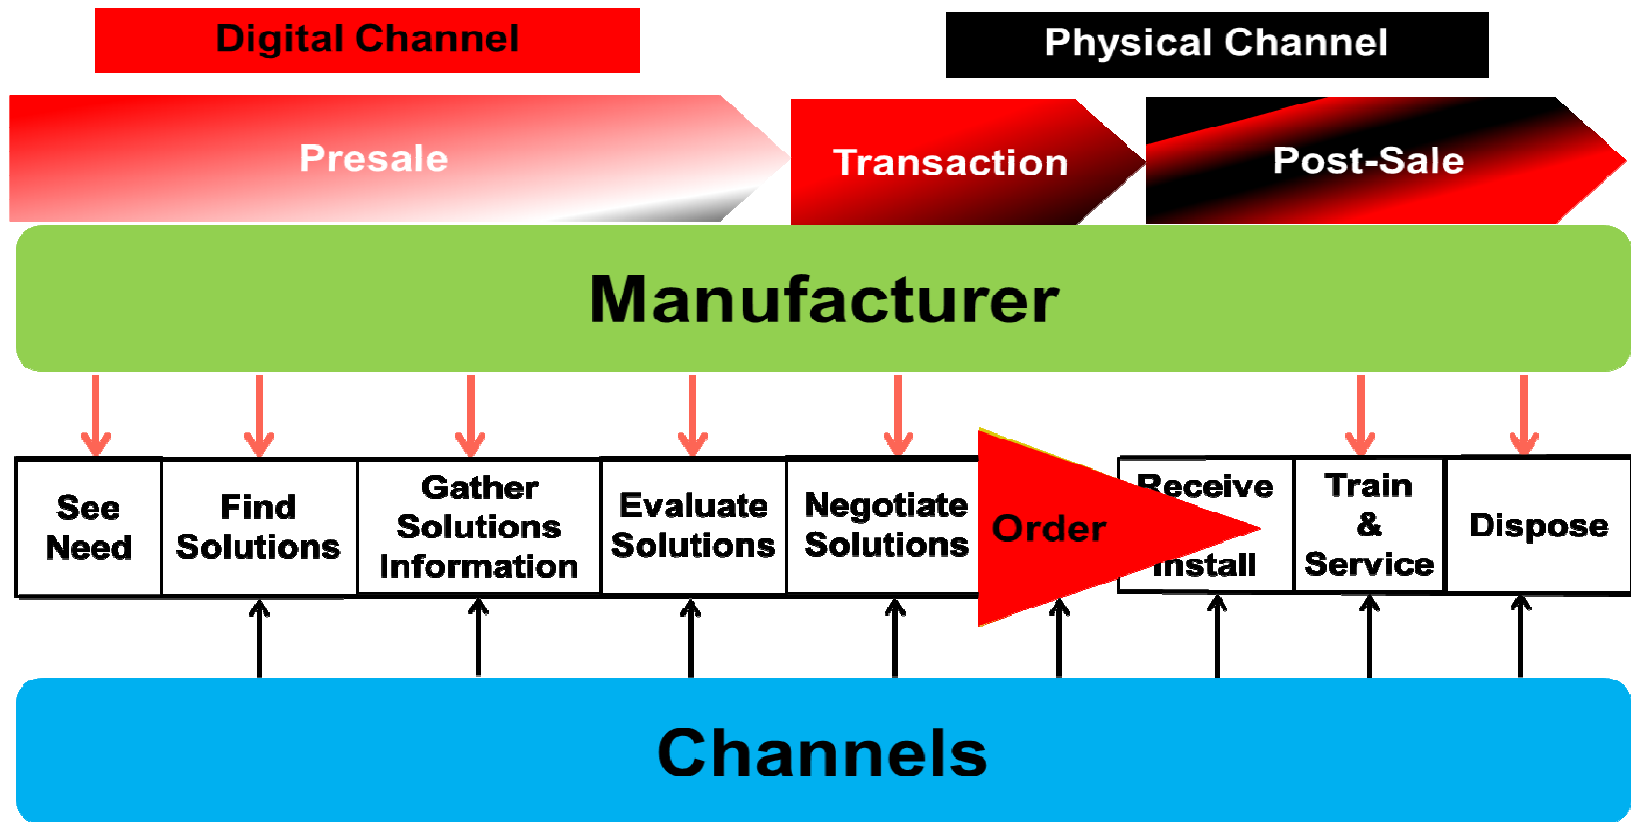 Digital Channel
Physical Channel
Presale
Transaction
Post-Sale
Manufacturer
See
Need
Find
Solutions
Gather
Solutions
Information
Evaluate
Solutions
Negotiate
Solutions
Order
Receive
Install
Train
&
Service
Dispose
Channels